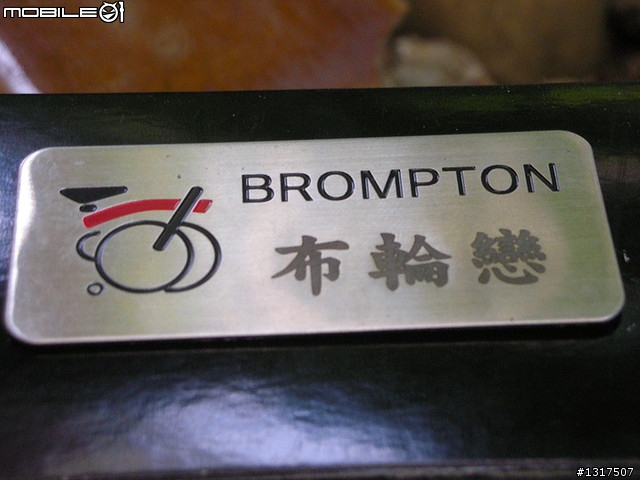 MOBILE01
BROMPTON
布輪戀
#1317507